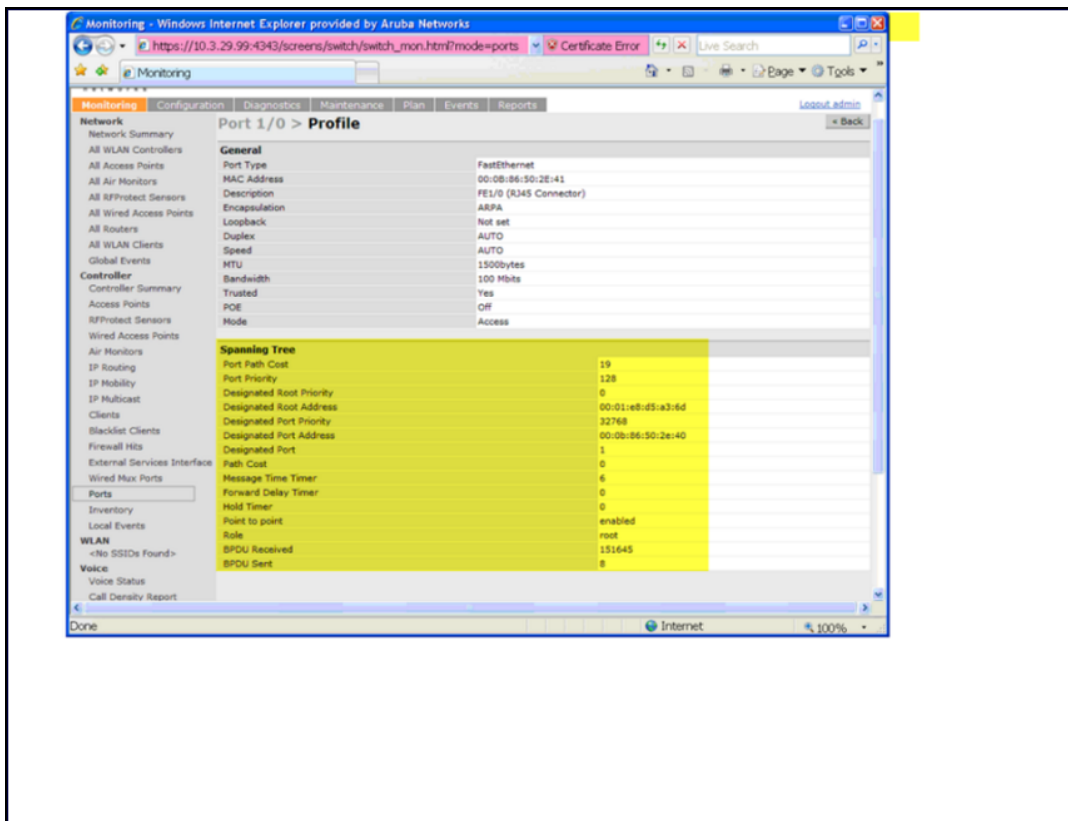 Monitoring - Windows Internet Explorer provided by Aruba Networks
https://10.3.29.99:4343/screens/switch/switch_mon.html?mode=ports Certificate Error Live Search
Monitoring Page Tools
Monitoring Configuration Diagnostics Maintenance Plan Events Reports Logout admin
Port 1/0 > Profile « Back
Network
Network Summary
All WLAN Controllers
All Access Points
All Air Monitors
All RFProtect Sensors
All Wired Access Points
All Routers
All WLAN Clients
Global Events
Controller
Controller Summary
Access Points
RFProtect Sensors
Wired Access Points
Air Monitors
IP Routing
IP Mobility
IP Multicast
Clients
Blacklist Clients
Firewall Hits
External Services Interface
Wired Mux Ports
Ports
Inventory
Local Events
WLAN
<No SSIDs Found>
Voice
Voice Status
Call Density Report
General
Port Type FastEthernet
MAC Address 00:0B:86:50:2E:41
Description FE1/0 (RJ45 Connector)
Encapsulation ARPA
Loopback Not set
Duplex AUTO
Speed AUTO
MTU 1500bytes
Bandwidth 100 Mbits
Trusted Yes
POE Off
Mode Access
Spanning Tree
Port Path Cost 19
Port Priority 128
Designated Root Priority 0
Designated Root Address 00:01:e8:d5:a3:6d
Designated Port Priority 32768
Designated Port Address 00:0b:86:50:2e:40
Designated Port 1
Path Cost 0
Message Time Timer 6
Forward Delay Timer 0
Hold Timer 0
Point to point enabled
Role root
BPDU Received 151645
BPDU Sent 8
Done Internet 100%